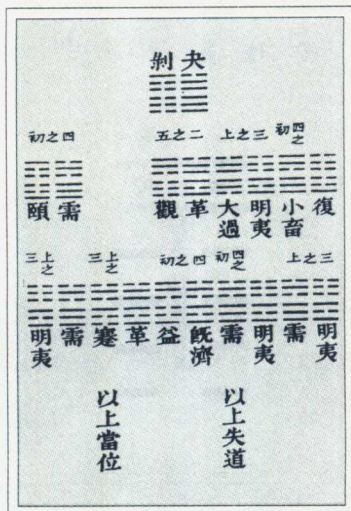 夬 剝
四之初 三之上 二之五 四之初
復 小畜 明夷 大過 革 觀 需 頤
三之上 四之初 四之初 上之三 上之三
明夷 需 明夷 需 旣濟 益 革 蹇 需 明夷
以上失道
以上當位